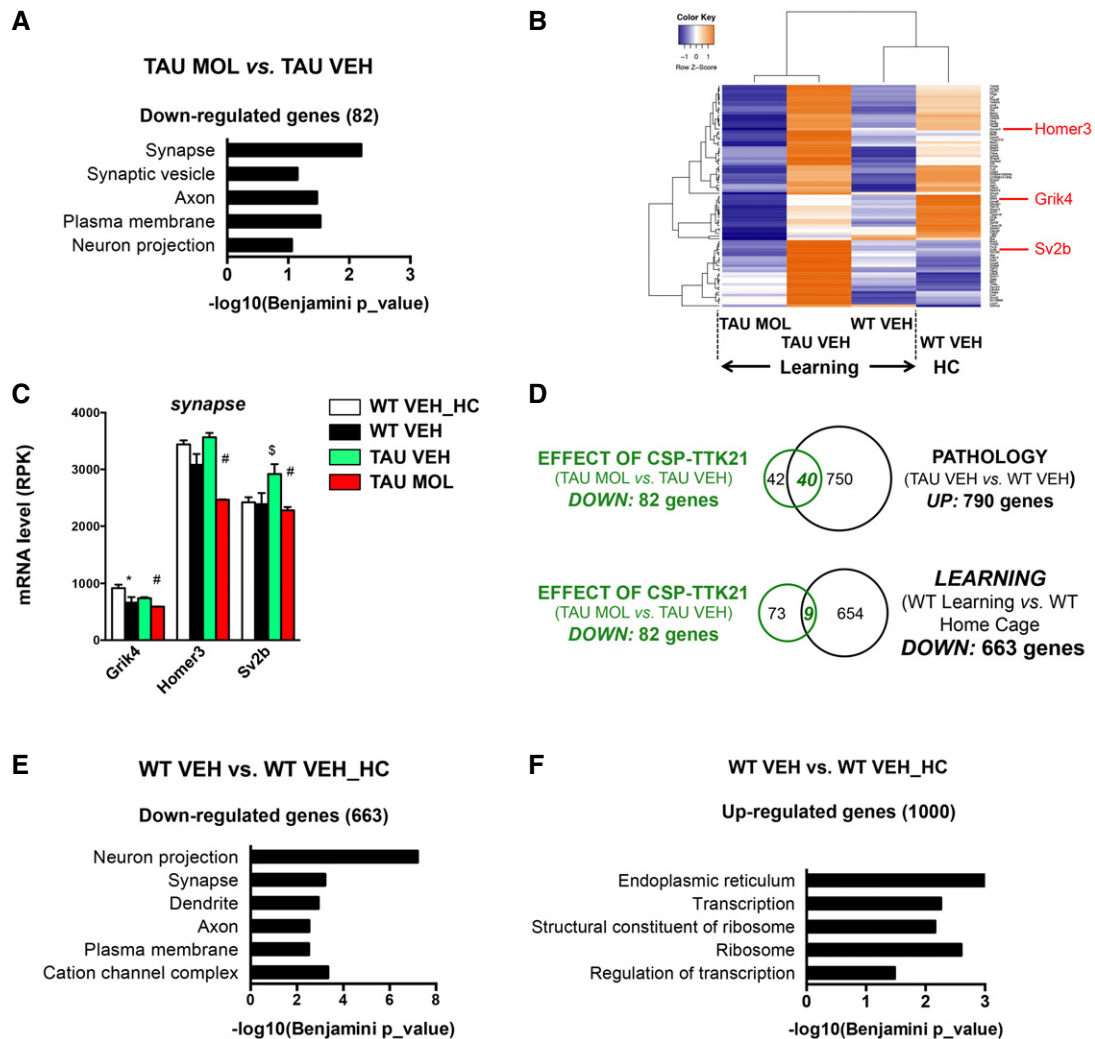 A
TAU MOL vs. TAU VEH
Down-regulated genes (82)
Synapse
Synaptic vesicle
Axon
Plasma membrane
Neuron projection
0 1 2 3
-log10(Benjamini p_value)
B
Color Key
-1 0 1
Row Z-Score
Homer3
Grik4
Sv2b
TAU MOL WT VEH
TAU VEH WT VEH
Learning HC
C
synapse
mRNA level (RPK)
4000
3000
2000
1000
0
* # # $ #
Grik4
Homer3
Sv2b
WT VEH_HC
WT VEH
TAU VEH
TAU MOL
D
EFFECT OF CSP-TTK21
(TAU MOL vs. TAU VEH)
DOWN: 82 genes
42 40 750
PATHOLOGY
(TAU VEH vs. WT VEH)
UP: 790 genes
EFFECT OF CSP-TTK21
(TAU MOL vs. TAU VEH)
DOWN: 82 genes
73 9 654
LEARNING
(WT Learning vs. WT
Home Cage
DOWN: 663 genes
E
WT VEH vs. WT VEH_HC
Down-regulated genes (663)
Neuron projection
Synapse
Dendrite
Axon
Plasma membrane
Cation channel complex
0 2 4 6 8
-log10(Benjamini p_value)
F
WT VEH vs. WT VEH_HC
Up-regulated genes (1000)
Endoplasmic reticulum
Transcription
Structural constituent of ribosome
Ribosome
Regulation of transcription
0 1 2 3
-log10(Benjamini p_value)